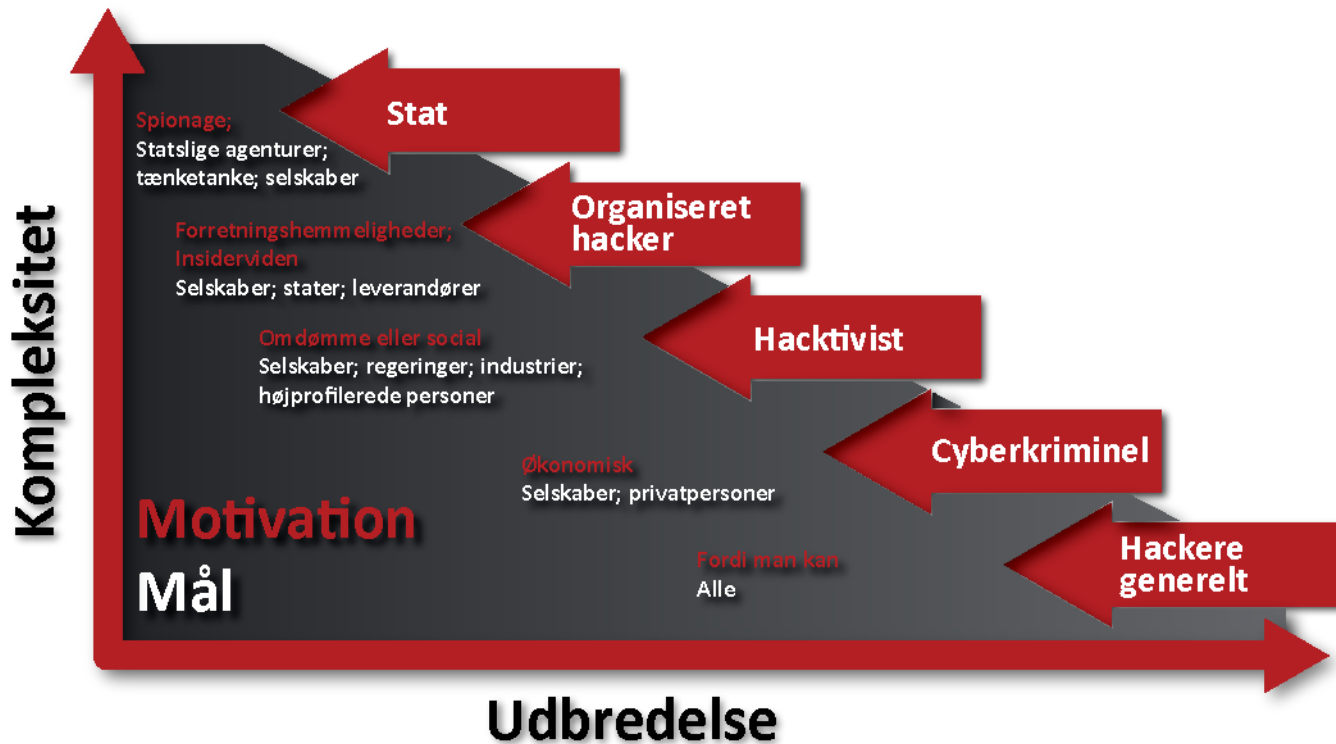 Kompleksitet
Stat
Spionage;
Statslige agenturer;
tænketanke; selskaber
Organiseret
hacker
Forretningshemmeligheder;
Insiderviden
Selskaber; stater; leverandører
Hacktivist
Omdømme eller social
Selskaber; regeringer; industrier;
højprofilerede personer
Cyberkriminel
Økonomisk
Selskaber; privatpersoner
Motivation
Mål
Hackere
generelt
Fordi man kan
Alle
Udbredelse